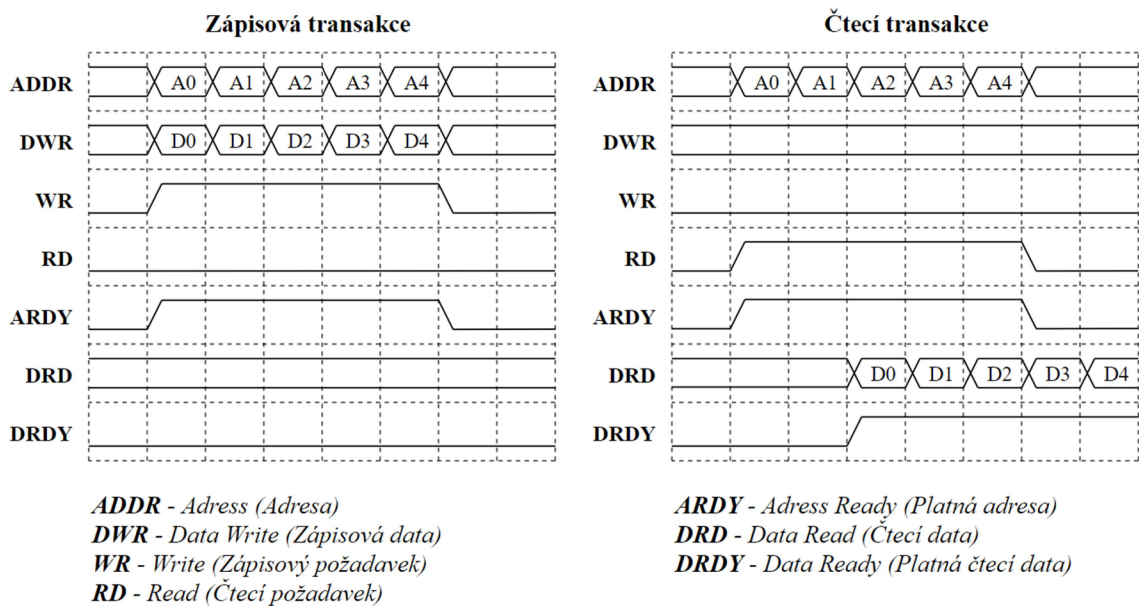 Zápisová transakce
ADDR A0 A1 A2 A3 A4
DWR D0 D1 D2 D3 D4
WR
RD
ARDY
DRD
DRDY
ADDR - Adress (Adresa)
DWR - Data Write (Zápisová data)
WR - Write (Zápisový požadavek)
RD - Read (Čtecí požadavek)
Čtecí transakce
ADDR A0 A1 A2 A3 A4
DWR
WR
RD
ARDY
DRD D0 D1 D2 D3 D4
DRDY
ARDY - Adress Ready (Platná adresa)
DRD - Data Read (Čtecí data)
DRDY - Data Ready (Platná čtecí data)